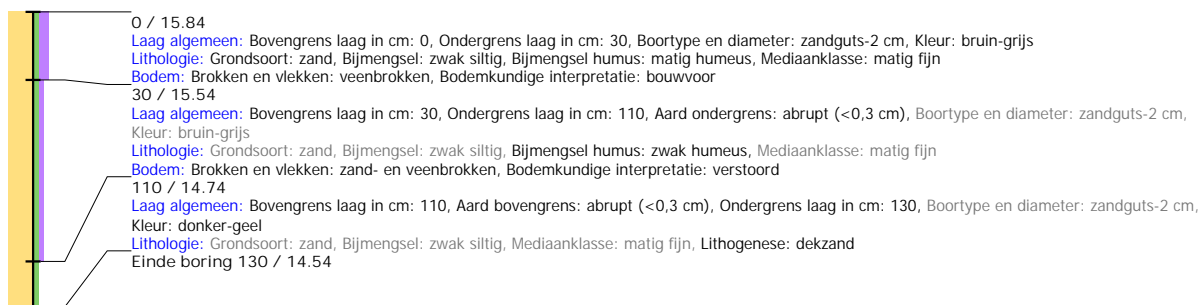 0 / 15.84
Laag algemeen: Bovengrens laag in cm: 0, Ondergrens laag in cm: 30, Boortype en diameter: zandguts-2 cm, Kleur: bruin-grijs
Lithologie: Grondsoort: zand, Bijmengsel: zwak siltig, Bijmengsel humus: matig humeus, Mediaanklasse: matig fijn
Bodem: Brokken en vlekken: veenbrokken, Bodemkundige interpretatie: bouwvoor
30 / 15.54
Laag algemeen: Bovengrens laag in cm: 30, Ondergrens laag in cm: 110, Aard ondergrens: abrupt (<0,3 cm), Boortype en diameter: zandguts-2 cm,
Kleur: bruin-grijs
Lithologie: Grondsoort: zand, Bijmengsel: zwak siltig, Bijmengsel humus: zwak humeus, Mediaanklasse: matig fijn
Bodem: Brokken en vlekken: zand- en veenbrokken, Bodemkundige interpretatie: verstoord
110 / 14.74
Laag algemeen: Bovengrens laag in cm: 110, Aard bovengrens: abrupt (<0,3 cm), Ondergrens laag in cm: 130, Boortype en diameter: zandguts-2 cm,
Kleur: donker-geel
Lithologie: Grondsoort: zand, Bijmengsel: zwak siltig, Mediaanklasse: matig fijn, Lithogenese: dekzand
Einde boring 130 / 14.54